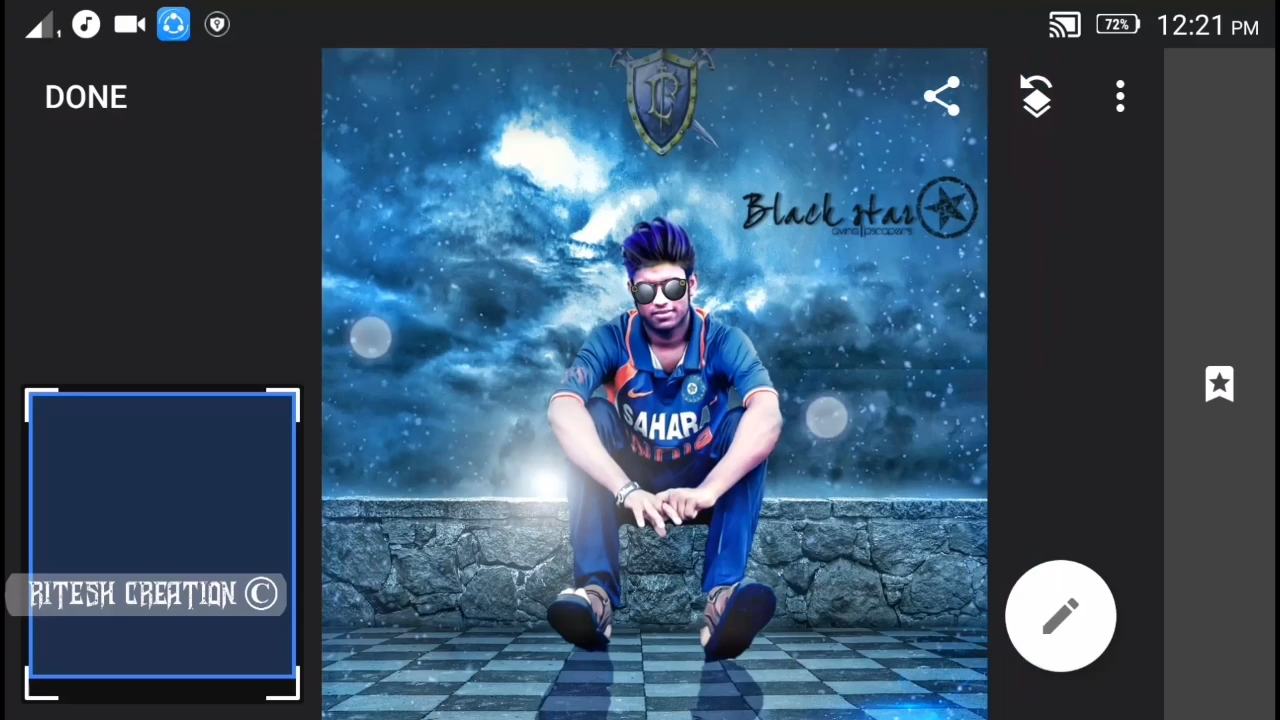 72% 12:21 PM
DONE
Black star
SAHARA
RITESH CREATION ©